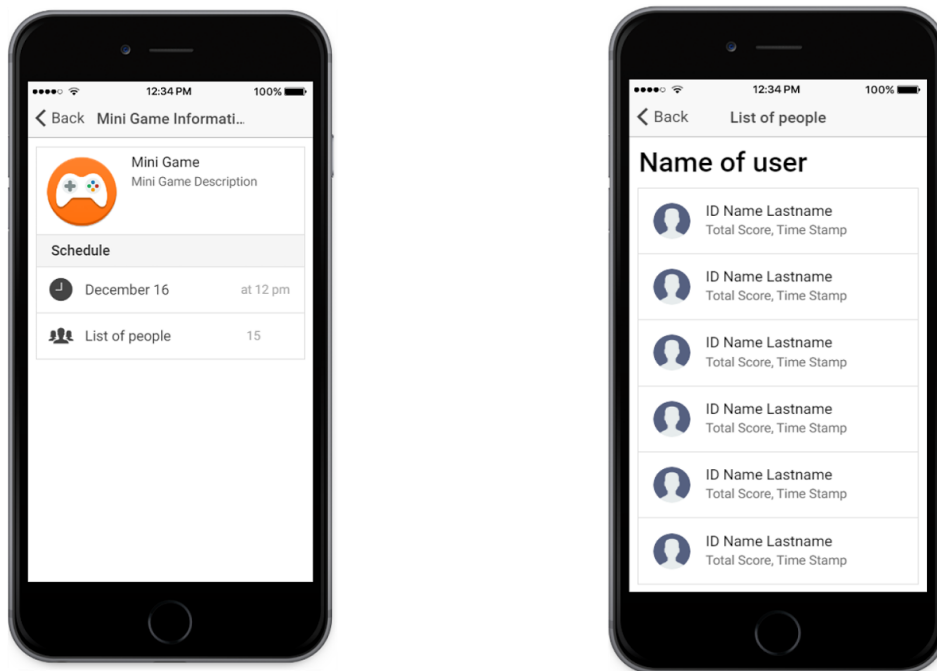 12:34 PM
100%
Back
Mini Game Informati...
Mini Game
Mini Game Description
Schedule
December 16
at 12 pm
List of people
15
12:34 PM
100%
Back
List of people
Name of user
ID Name Lastname
Total Score, Time Stamp
ID Name Lastname
Total Score, Time Stamp
ID Name Lastname
Total Score, Time Stamp
ID Name Lastname
Total Score, Time Stamp
ID Name Lastname
Total Score, Time Stamp
ID Name Lastname
Total Score, Time Stamp